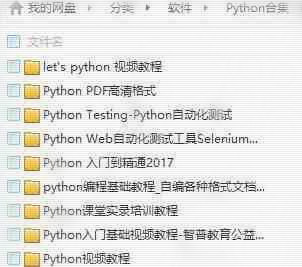 我的网盘 > 分类 > 软件 > Python合集
文件名
let's python 视频教程
Python PDF高清格式
Python Testing-Python自动化测试
Python Web自动化测试工具Selenium...
Python 入门到精通2017
python编程基础教程_自编各种格式文档...
Python课堂实录培训教程
Python入门基础视频教程-智普教育公益...
Python视频教程